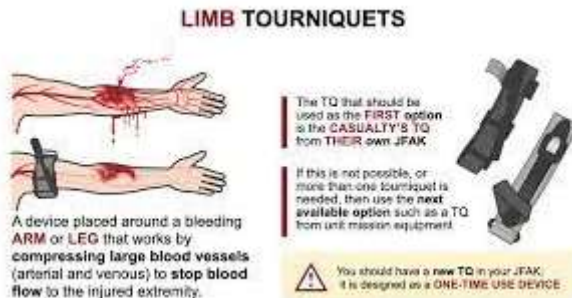 LIMB TOURNIQUETS
A device placed around a bleeding
ARM or LEG that works by
compressing large blood vessels
(arterial and venous) to stop blood
flow to the injured extremity.
The TQ that should be
used as the FIRST option
is the CASUALTY'S TQ
from THEIR own JFAK
If this is not possible, or
more than one tourniquet is
needed, then use the next
available option such as a TQ
from unit mission equipment
You should have a new TQ in your JFAK;
it is designed as a ONE-TIME USE DEVICE